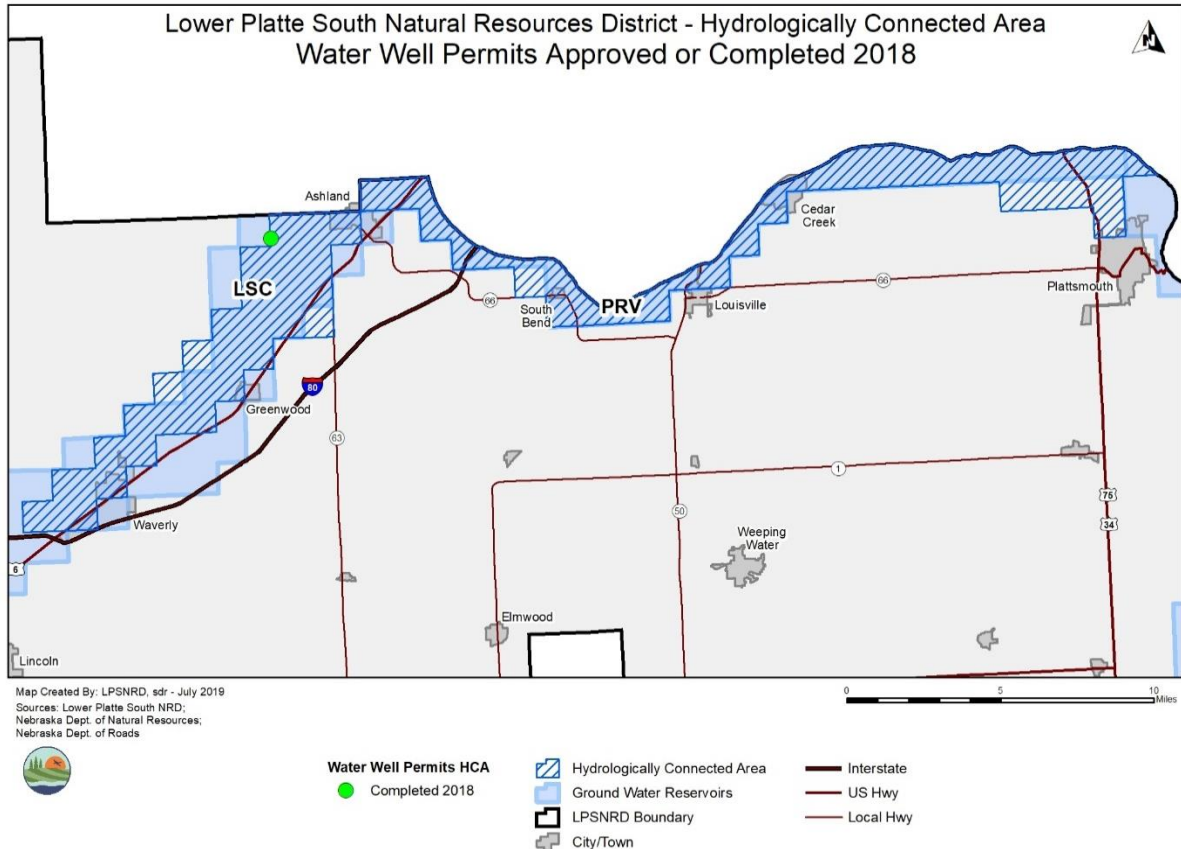 Lower Platte South Natural Resources District - Hydrologically Connected Area
Water Well Permits Approved or Completed 2018
N
Ashland
LSC
Cedar
Creek
66
South
Bend
PRV
Louisville
66
Plattsmouth
80
Greenwood
63
1
50
75
34
Waverly
6
Weeping
Water
Elmwood
Lincoln
Map Created By: LPSNRD, sdr - July 2019
Sources: Lower Platte South NRD;
Nebraska Dept. of Natural Resources;
Nebraska Dept. of Roads
0 5 10
Miles
Water Well Permits HCA
Completed 2018
Hydrologically Connected Area
Ground Water Reservoirs
LPSNRD Boundary
City/Town
Interstate
US Hwy
Local Hwy